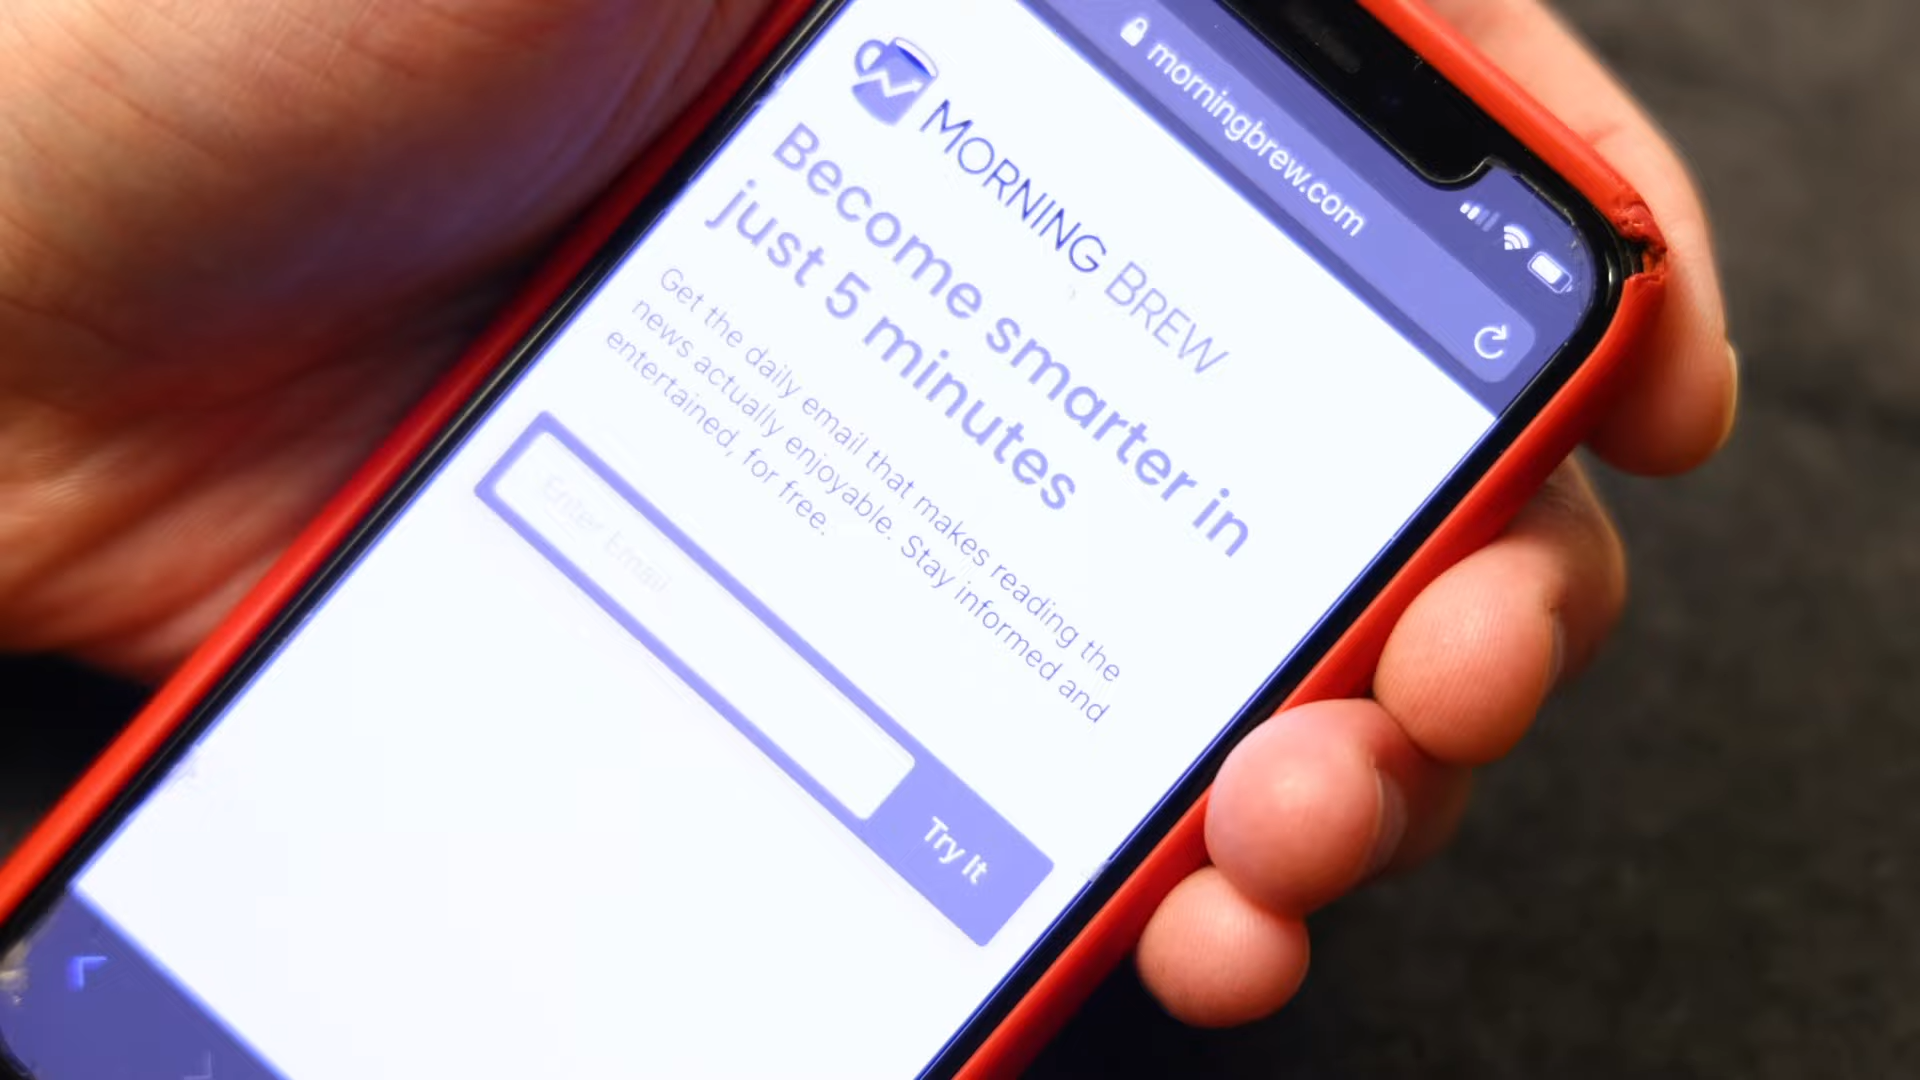 morningbrew.com
MORNING BREW
Become smarter in
just 5 minutes
Get the daily email that makes reading the
news actually enjoyable. Stay informed and
entertained, for free.
Enter Email
Try It